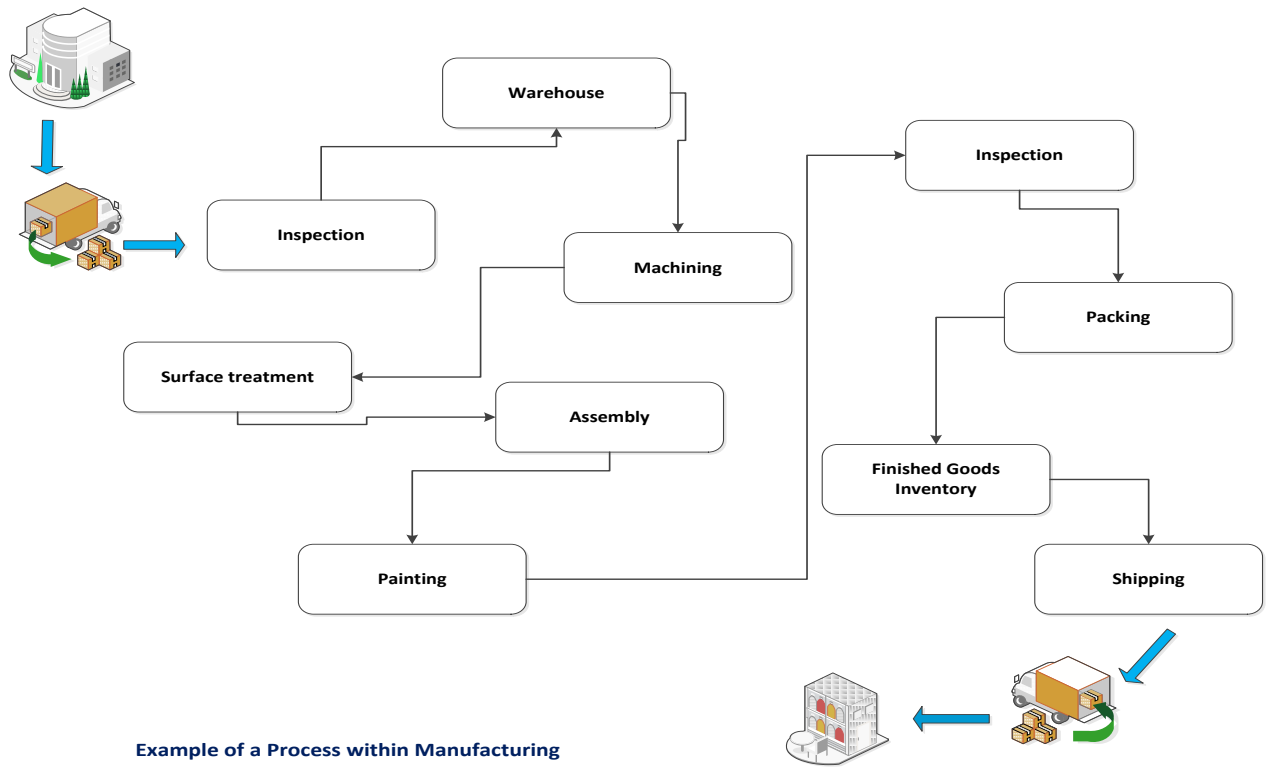 Warehouse
Inspection
Inspection
Machining
Packing
Surface treatment
Assembly
Finished Goods
Inventory
Painting
Shipping
Example of a Process within Manufacturing